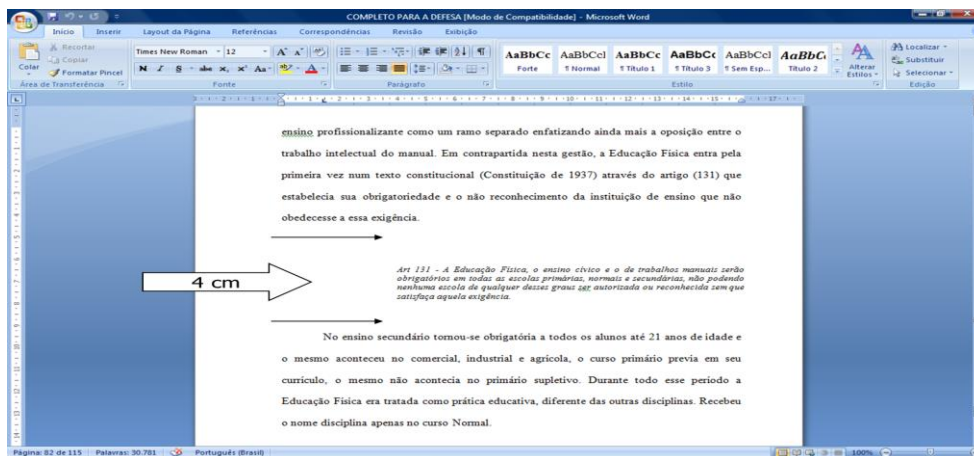 COMPLETO PARA A DEFESA [Modo de Compatibilidade] - Microsoft Word
Início Inserir Layout da Página Referências Correspondências Revisão Exibição
Colar
Recortar
Copiar
Formatar Pincel
Área de Transferência
Times New Roman 12
N I S abc x₂ x² Aa
Fonte
Parágrafo
AaBbCc AaBbCcI AaBbCc AaBbCc AaBbCcI AaBbC
Forte ¶ Normal ¶ Título 1 ¶ Título 3 ¶ Sem Esp... Título 2
Alterar Estilos
Estilo
Localizar
Substituir
Selecionar
Edição
ensino profissionalizante como um ramo separado enfatizando ainda mais a oposição entre o
trabalho intelectual do manual. Em contrapartida nesta gestão, a Educação Física entra pela
primeira vez num texto constitucional (Constituição de 1937) através do artigo (131) que
estabelecia sua obrigatoriedade e o não reconhecimento da instituição de ensino que não
obedecesse a essa exigência.
4 cm
Art 131 - A Educação Física, o ensino cívico e o de trabalhos manuais serão
obrigatórios em todas as escolas primárias, normais e secundárias, não podendo
nenhuma escola de qualquer desses graus ser autorizada ou reconhecida sem que
satisfaça aquela exigência.
No ensino secundário tornou-se obrigatória a todos os alunos até 21 anos de idade e
o mesmo aconteceu no comercial, industrial e agrícola, o curso primário previa em seu
currículo, o mesmo não acontecia no primário supletivo. Durante todo esse período a
Educação Física era tratada como prática educativa, diferente das outras disciplinas. Recebeu
o nome disciplina apenas no curso Normal.
Página: 82 de 115 Palavras: 30.781 Português (Brasil) 100%